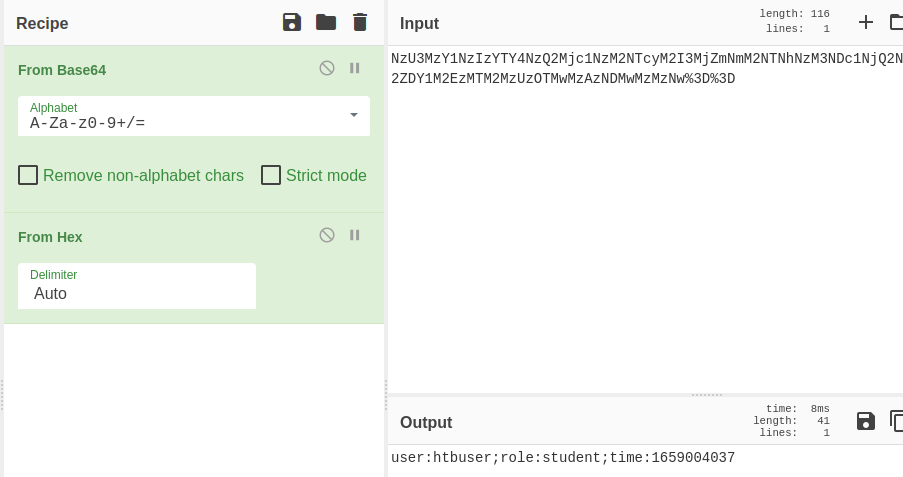 Recipe
From Base64
Alphabet
A-Za-z0-9+/=
Remove non-alphabet chars
Strict mode
From Hex
Delimiter
Auto
Input
length: 116
lines: 1
NzU3MzY1NzIzYTY4NzQ2Mjc1NzM2NTcyM2I3MjZmNmM2NTNhNzM3NDc1NjQ2N
2ZDY1M2EzMTM2MzUzOTMwMzAzNDMwMzMzNw%3D%3D
Output
time: 8ms
length: 41
lines: 1
user:htbuser;role:student;time:1659004037